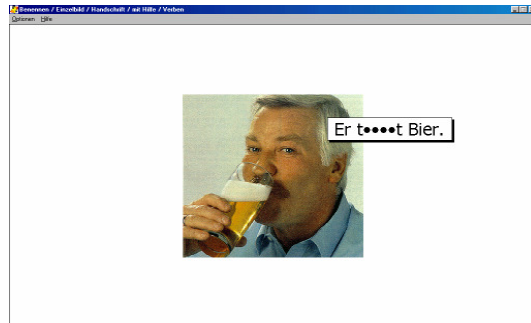 Benennen / Einzelbild / Handschrift / mit Hilfe / Verben
Optionen Hilfe
Er t●●●●t Bier.